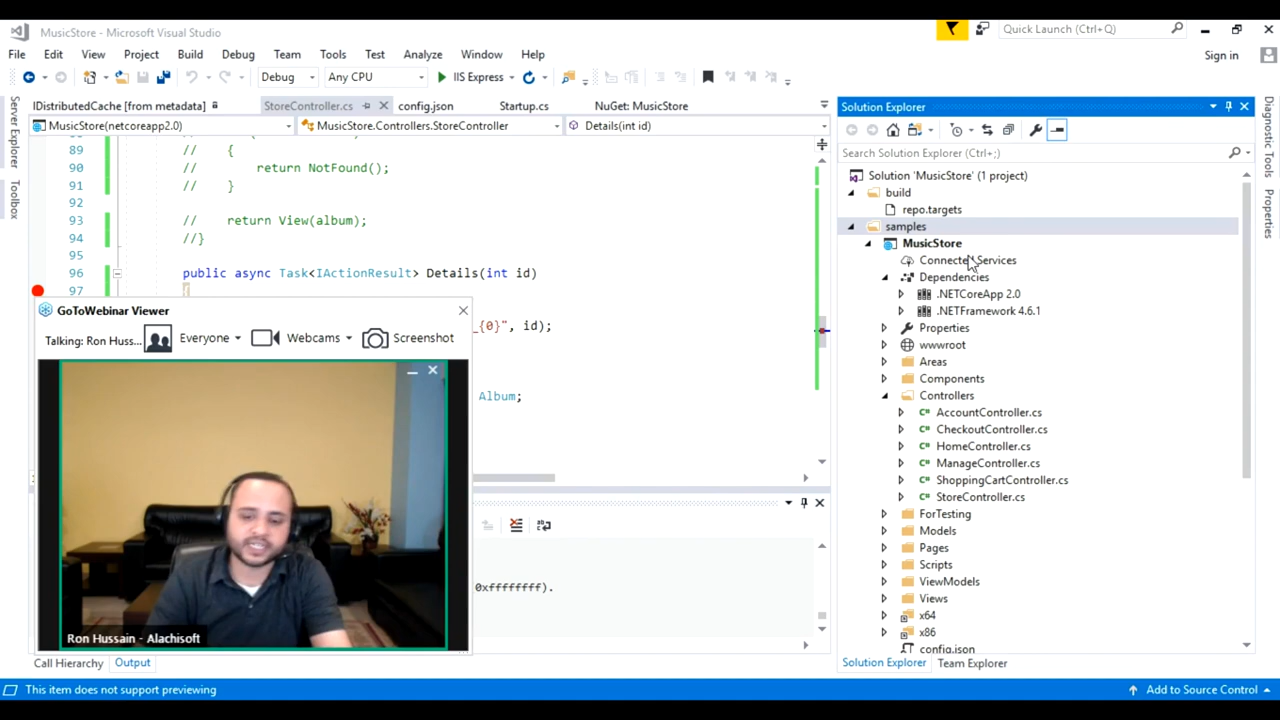 MusicStore - Microsoft Visual Studio
Quick Launch (Ctrl+Q)
File Edit View Project Build Debug Team Tools Test Analyze Window Help
Sign in
Debug Any CPU IIS Express
Server Explorer
Toolbox
IDistributedCache [from metadata] StoreController.cs config.json Startup.cs NuGet: MusicStore
MusicStore(netcoreapp2.0) MusicStore.Controllers.StoreController Details(int id)
89 // {
90 // return NotFound();
91 // }
92
93 // return View(album);
94 //}
95
96 public async Task<IActionResult> Details(int id)
97 {
_{0}", id);
Album;
GoToWebinar Viewer
Talking: Ron Huss... Everyone Webcams Screenshot
Ron Hussain - Alachisoft
0xffffffff).
Call Hierarchy Output
Solution Explorer
Search Solution Explorer (Ctrl+;)
Solution 'MusicStore' (1 project)
build
repo.targets
samples
MusicStore
Connected Services
Dependencies
.NETCoreApp 2.0
.NETFramework 4.6.1
Properties
wwwroot
Areas
Components
Controllers
AccountController.cs
CheckoutController.cs
HomeController.cs
ManageController.cs
ShoppingCartController.cs
StoreController.cs
ForTesting
Models
Pages
Scripts
ViewModels
Views
x64
x86
config.json
Solution Explorer Team Explorer
Diagnostic Tools
Properties
This item does not support previewing
Add to Source Control